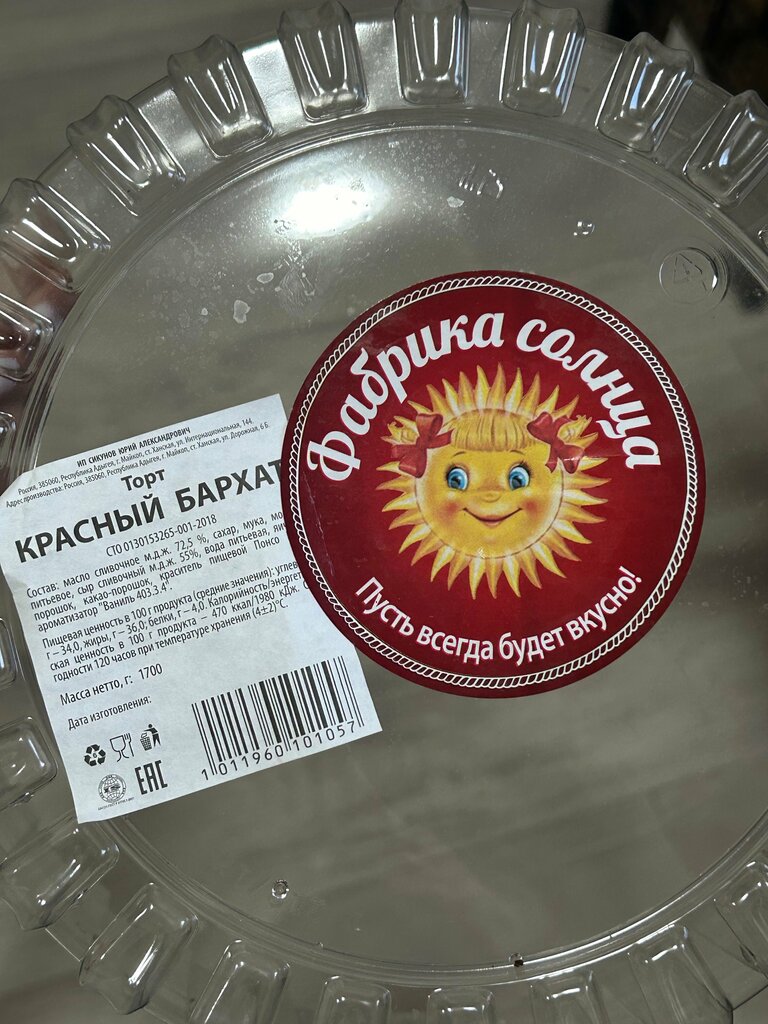 ИП СИКУНОВ ЮРИЙ АЛЕКСАНДРОВИЧ
Россия, 385060, Республика Адыгея, г. Майкоп, ст. Ханская, ул. Интернациональная, 144
Адрес производства: Россия, 385060, Республика Адыгея, г. Майкоп, ст. Ханская, ул. Дорожная, 6 Б.
Торт
КРАСНЫЙ БАРХАТ
СТО 0130153265-001-2018
Состав: масло сливочное м.д.ж. 72,5 %, сахар, мука,
питьевое, сыр сливочный м.д.ж. 55%, вода питьевая,
порошок, какао-порошок, краситель пищевой Понсо
ароматизатор "Ваниль 403.3.4".
Пищевая ценность в 100 г продукта (средние значения):
г – 34,0, жиры, г – 36,0; белки, г – 4,0. Калорийность/
ская ценность в 100 г продукта – 470 ккал/1980 кДж.
годности 120 часов при температуре хранения (4±2)°С.
Масса нетто, г: 1700
Дата изготовления:
ЕАС
1 011960 101057
Фабрика солнца
Пусть всегда будет вкусно!